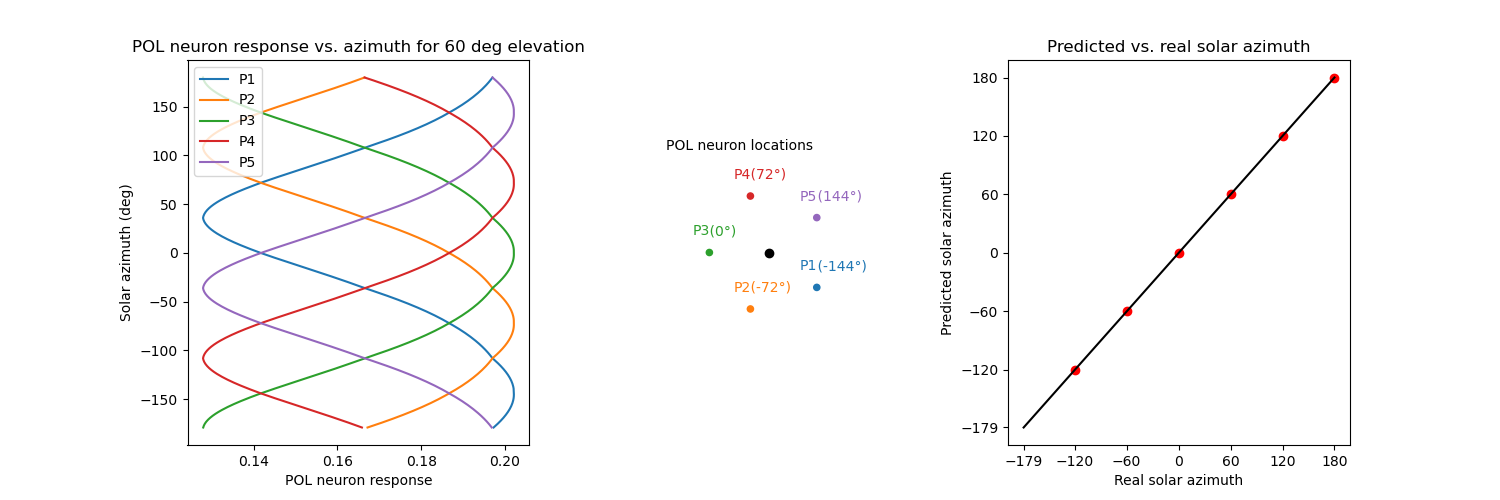 POL neuron response vs. azimuth for 60 deg elevation
P1
P2
P3
P4
P5
150
100
50
0
−50
−100
−150
Solar azimuth (deg)
0.14 0.16 0.18 0.20
POL neuron response
POL neuron locations
P4(72°)
P5(144°)
P3(0°)
P1(-144°)
P2(-72°)
Predicted vs. real solar azimuth
180
120
60
0
−60
−120
−179
Predicted solar azimuth
−179 −120 −60 0 60 120 180
Real solar azimuth